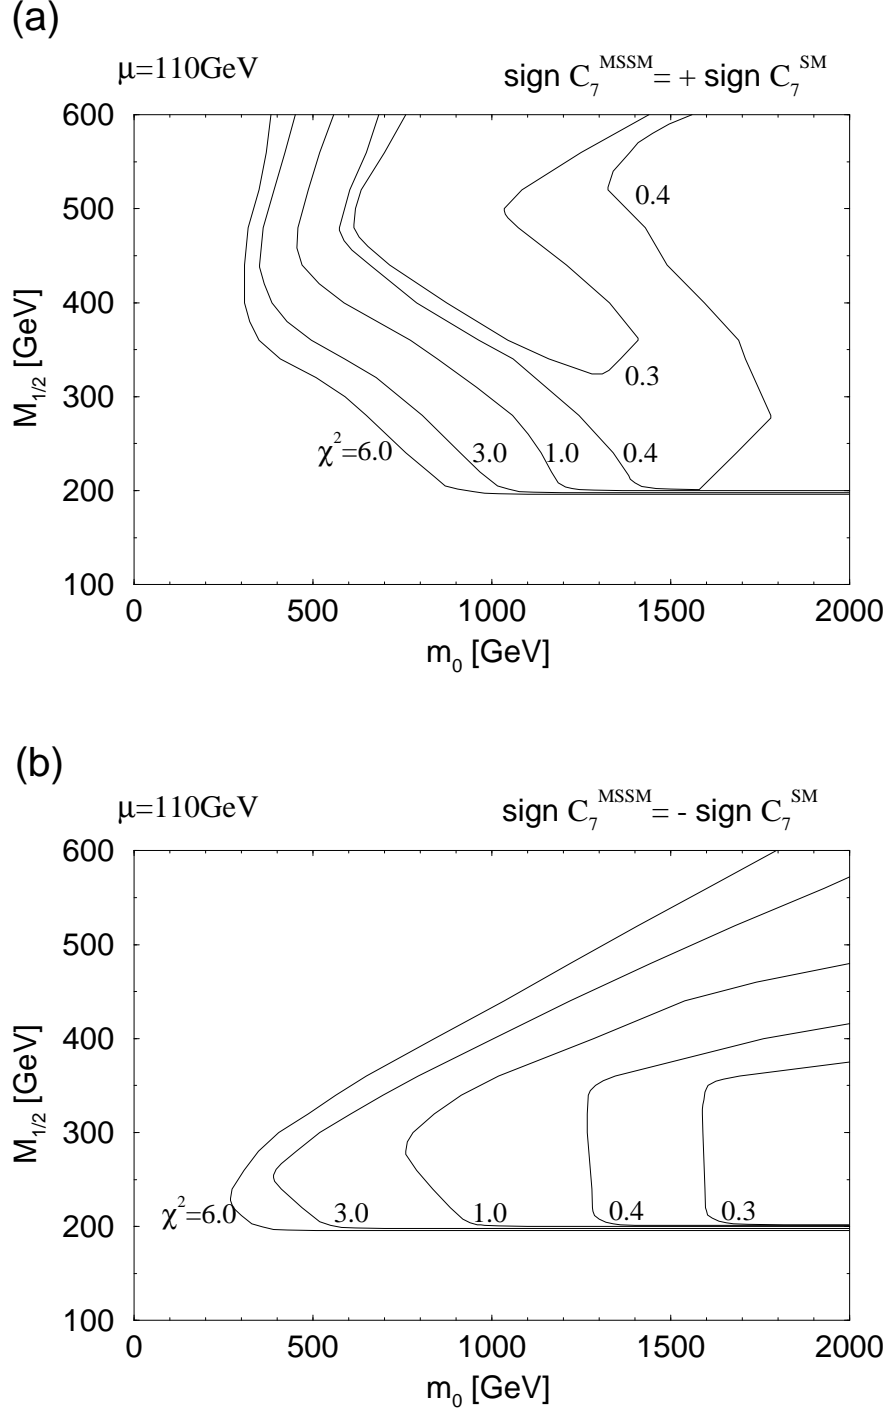 (a)
μ=110GeV
sign C₇^MSSM = + sign C₇^SM
600
500
400
300
200
100
M₁/₂ [GeV]
0.4
0.3
χ²=6.0 3.0 1.0 0.4
0 500 1000 1500 2000
m₀ [GeV]
(b)
μ=110GeV
sign C₇^MSSM = - sign C₇^SM
600
500
400
300
200
100
M₁/₂ [GeV]
χ²=6.0 3.0 1.0 0.4 0.3
0 500 1000 1500 2000
m₀ [GeV]